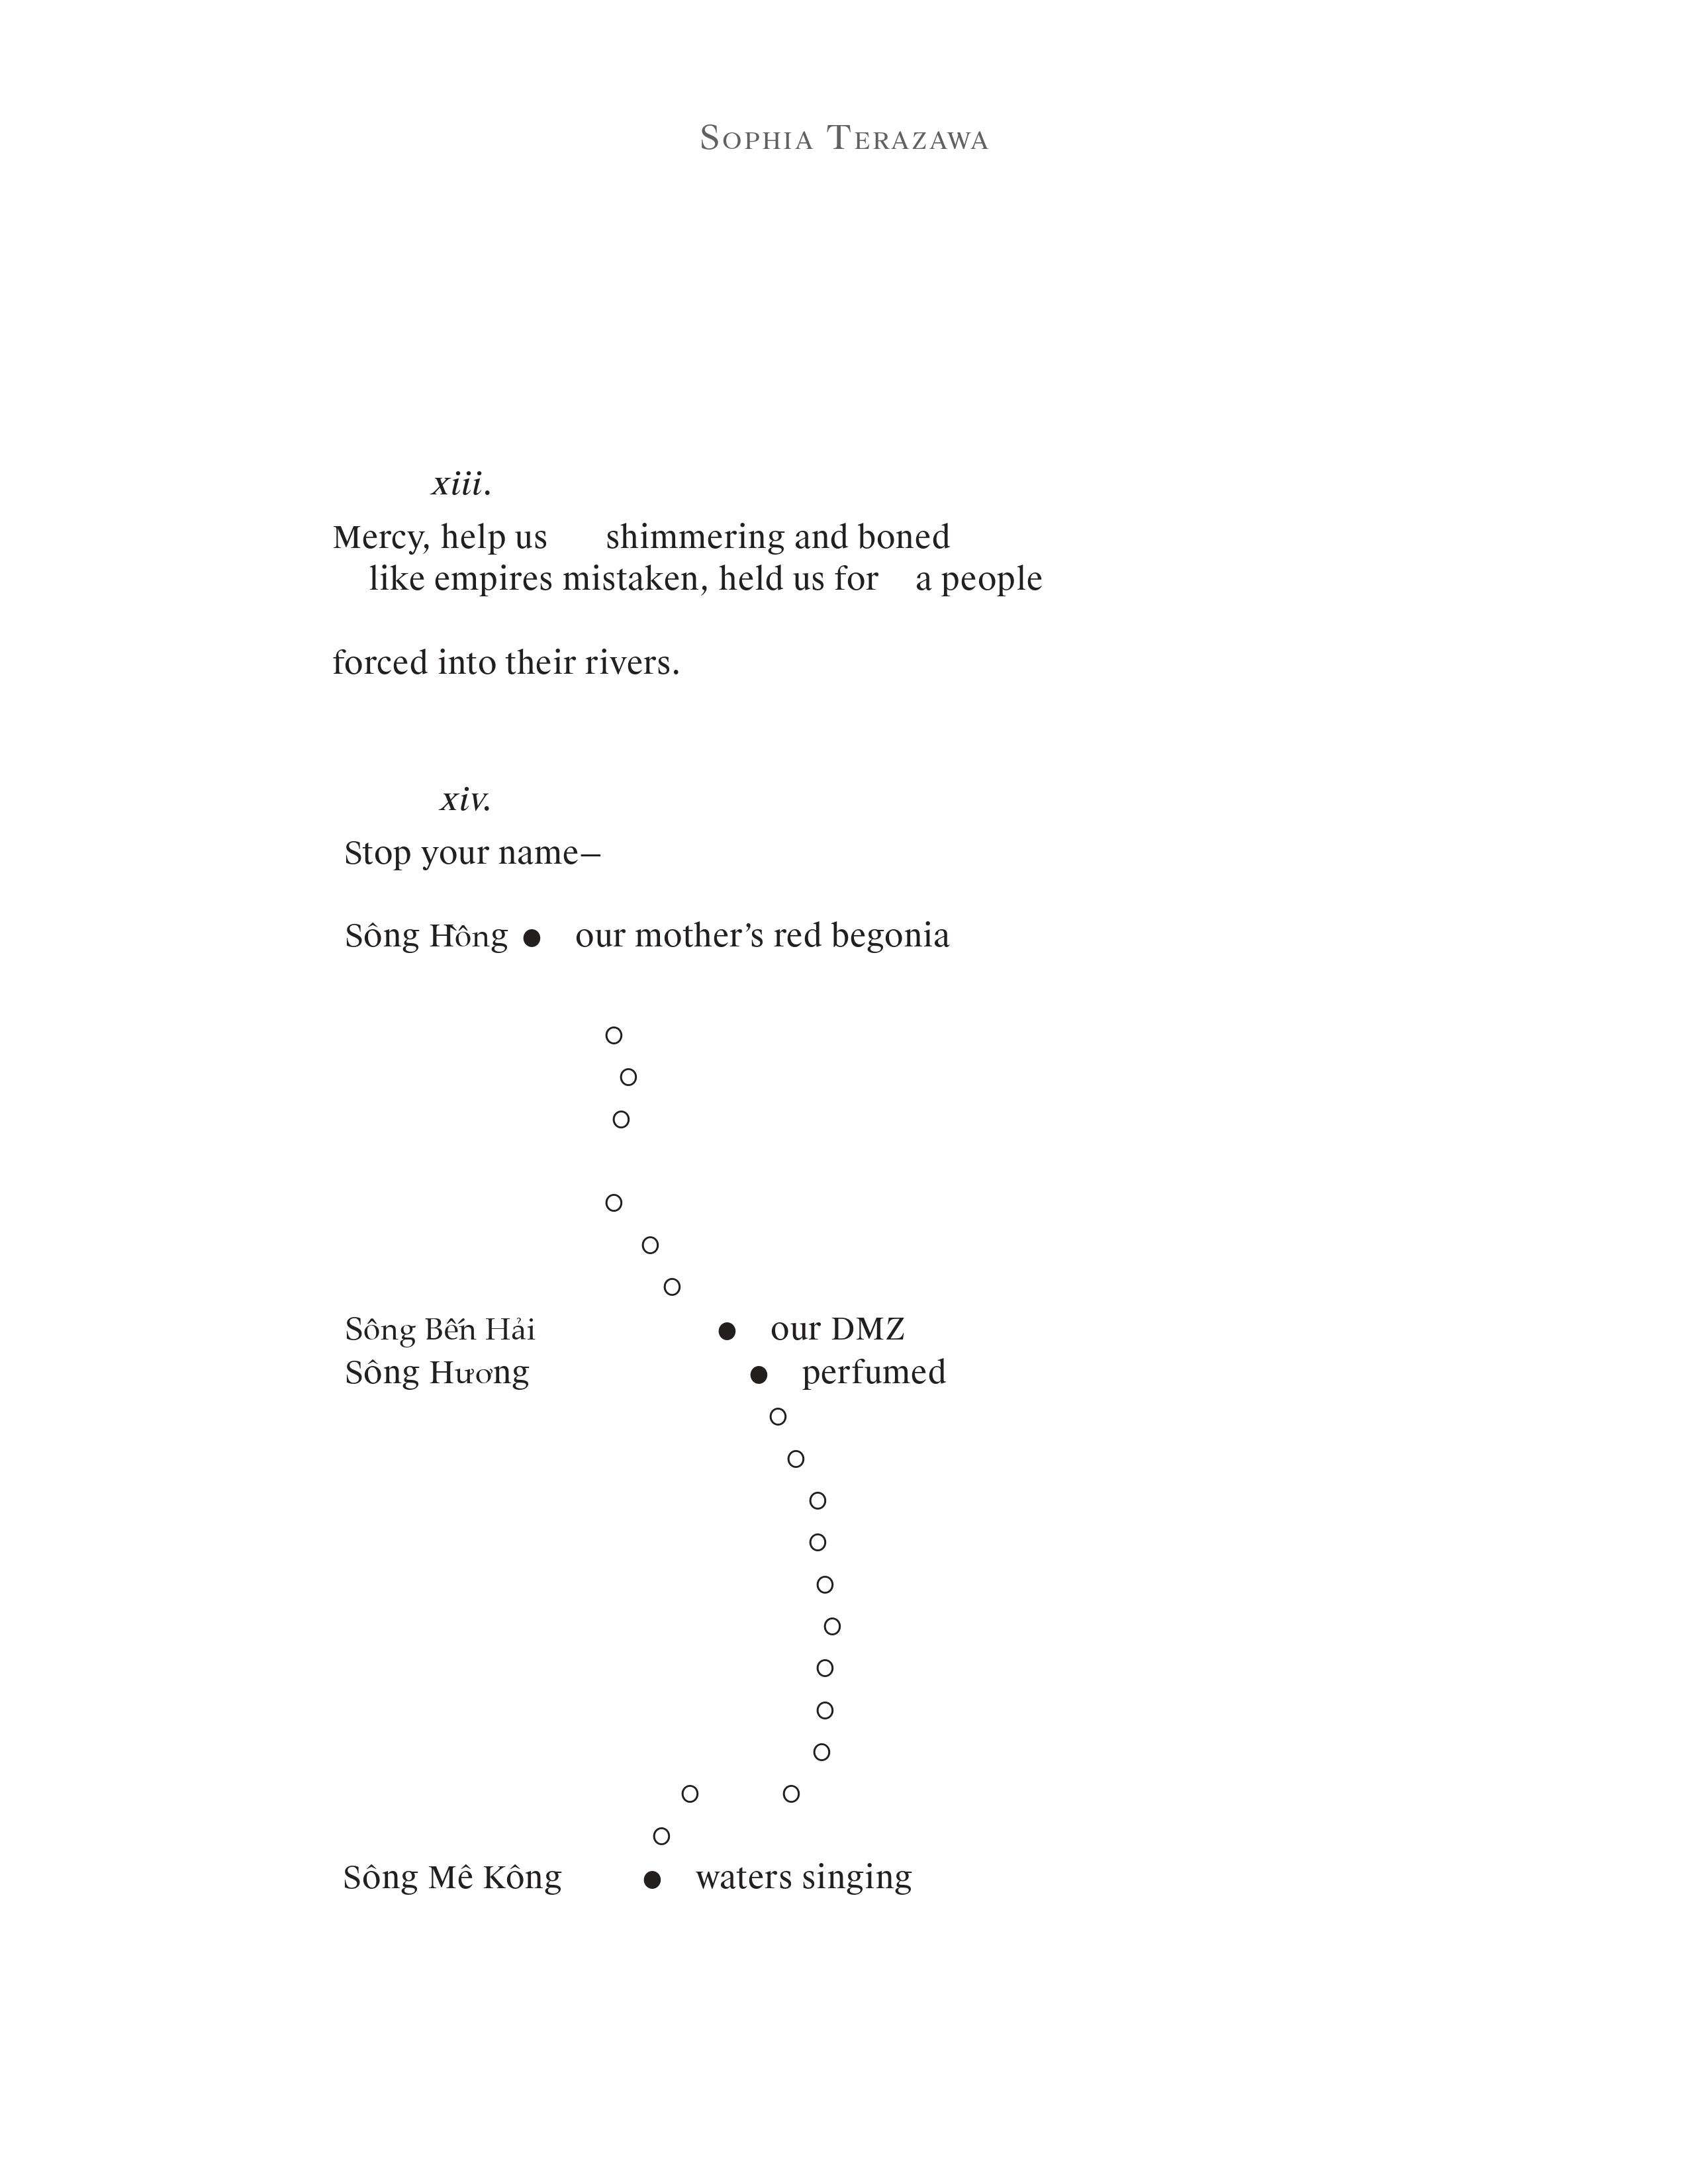 Sophia Terazawa
xiii.
Mercy, help us shimmering and boned
like empires mistaken, held us for a people
forced into their rivers.
xiv.
Stop your name–
Sông Hồng ● our mother’s red begonia
Sông Bến Hải ● our DMZ
Sông Hương ● perfumed
Sông Mê Kông ● waters singing